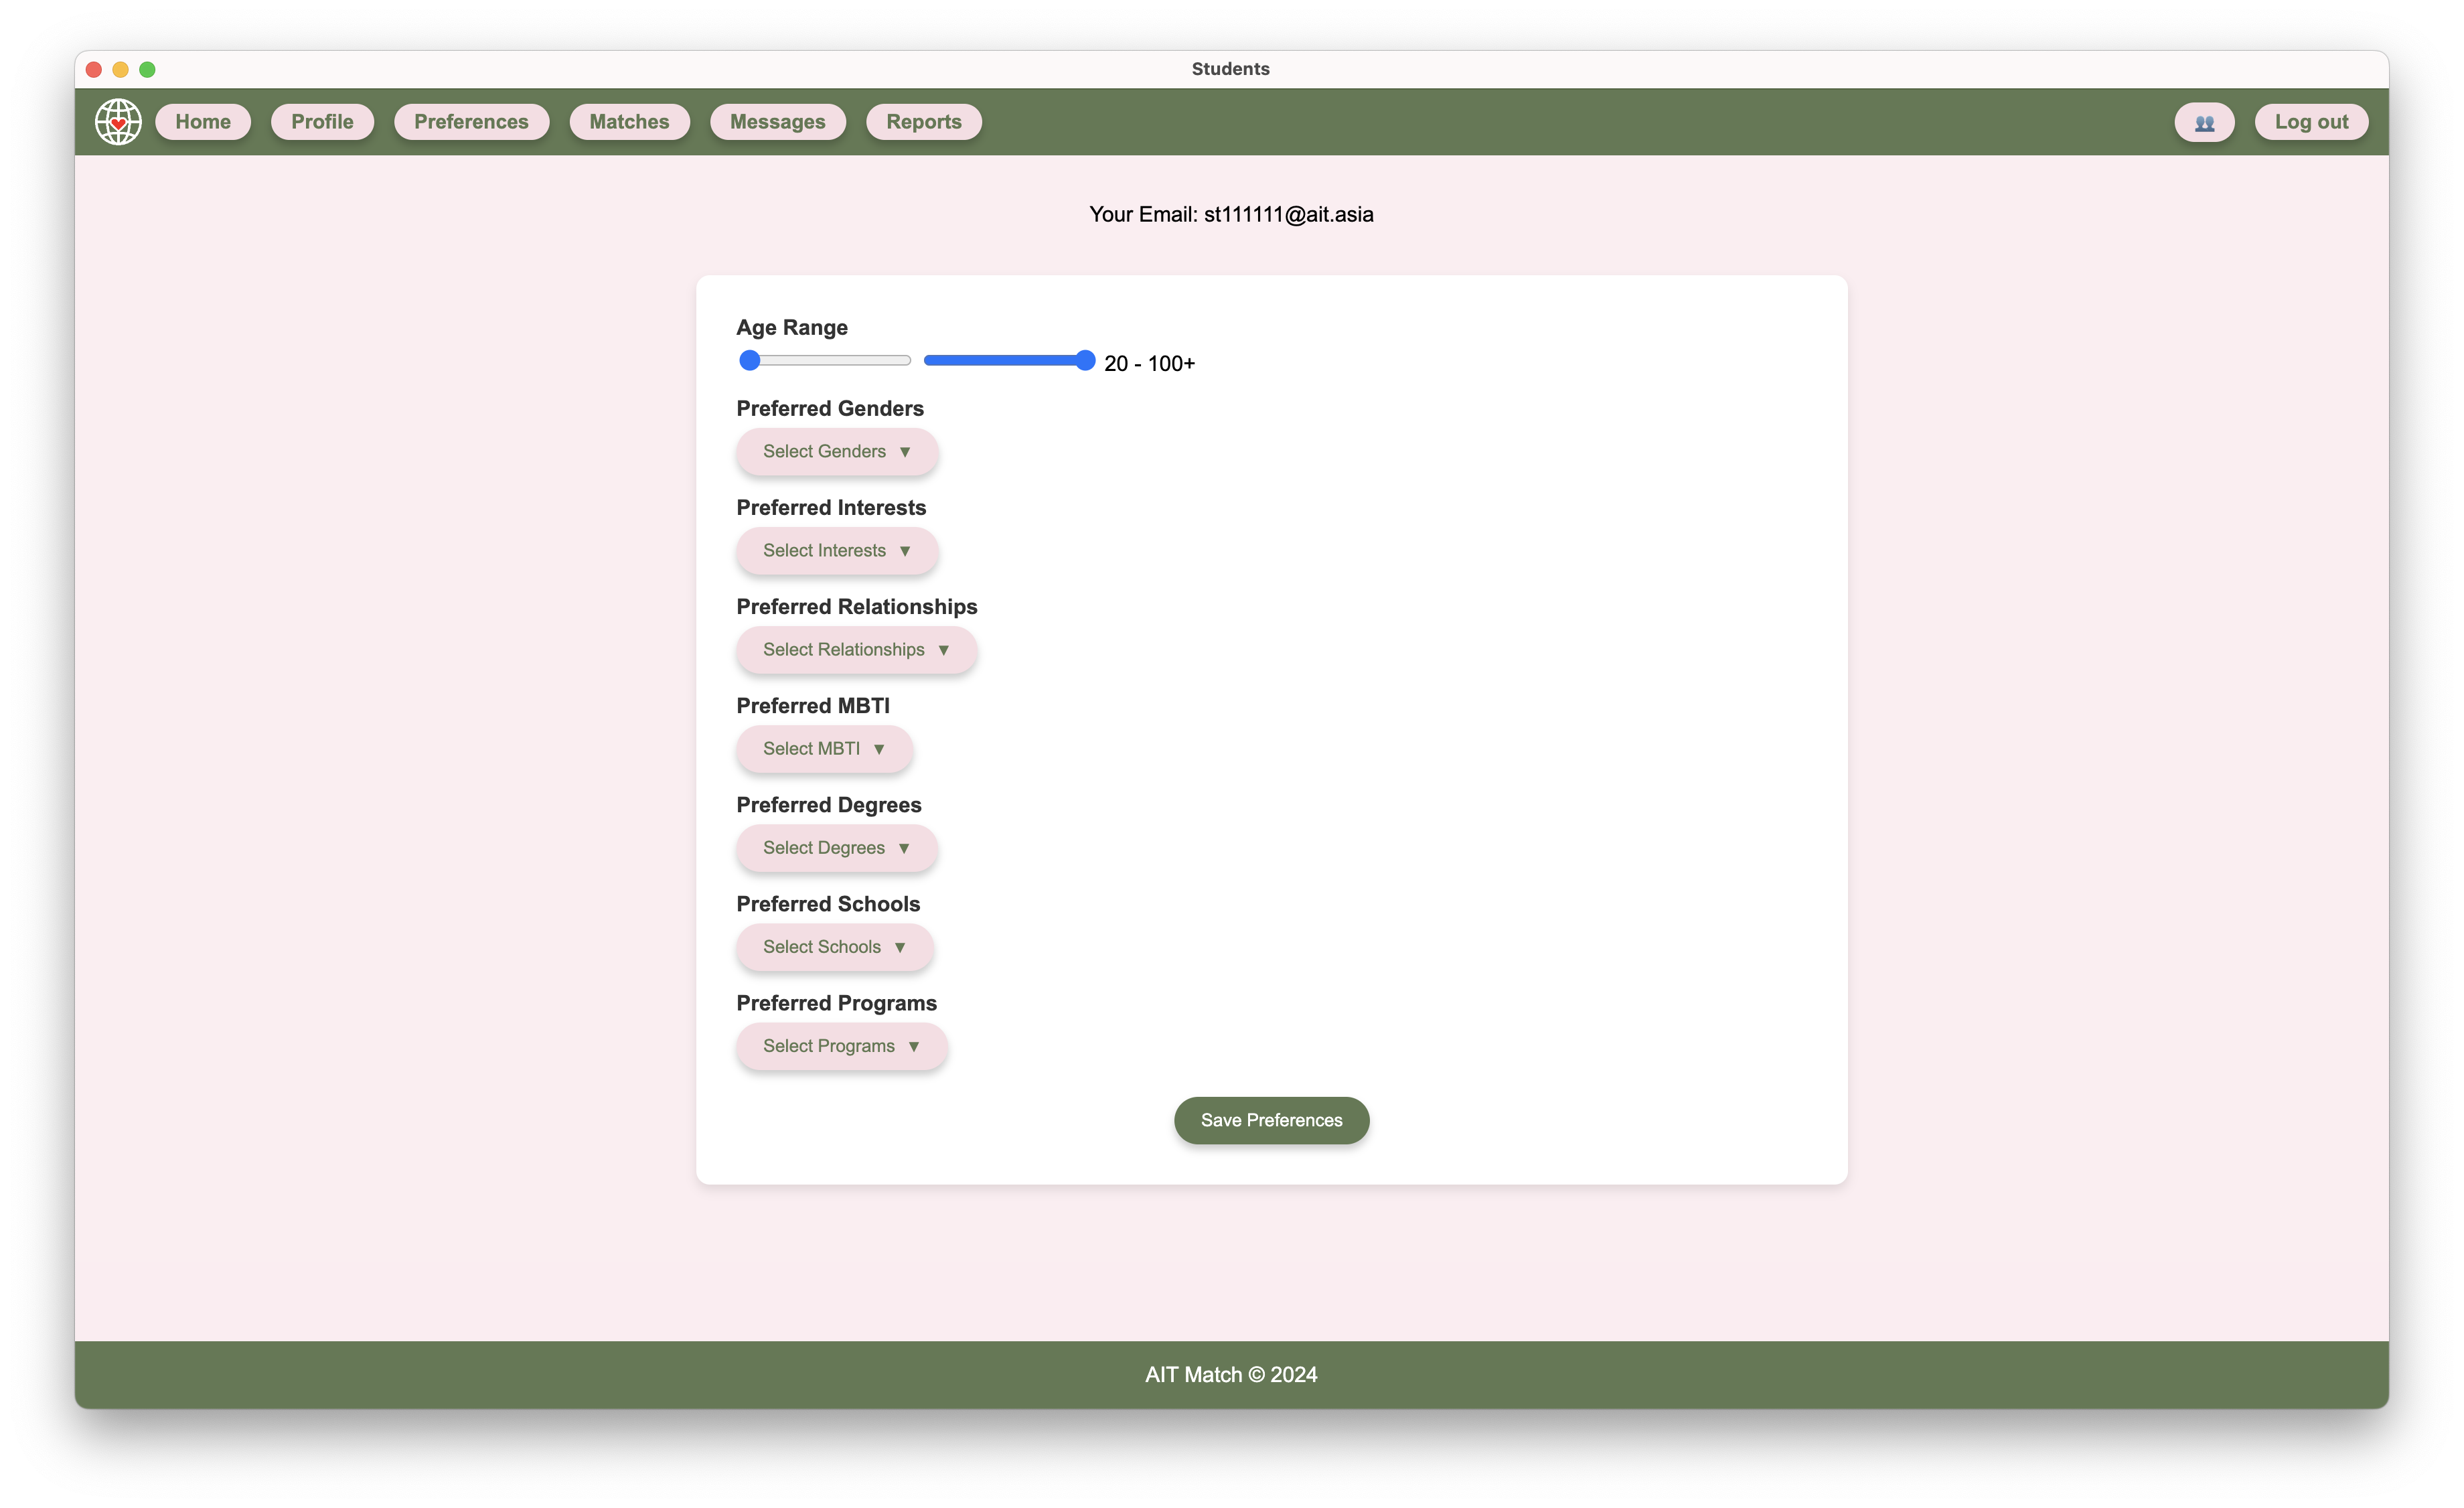 Students
Home Profile Preferences Matches Messages Reports 👥 Log out
Your Email: st111111@ait.asia
Age Range
20 - 100+
Preferred Genders
Select Genders ▼
Preferred Interests
Select Interests ▼
Preferred Relationships
Select Relationships ▼
Preferred MBTI
Select MBTI ▼
Preferred Degrees
Select Degrees ▼
Preferred Schools
Select Schools ▼
Preferred Programs
Select Programs ▼
Save Preferences
AIT Match © 2024